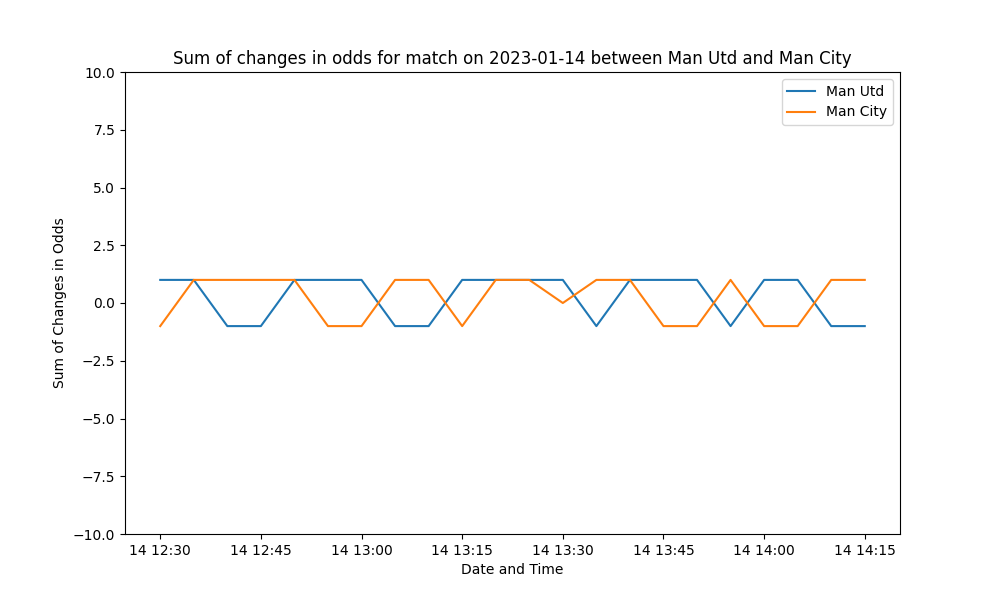 Sum of changes in odds for match on 2023-01-14 between Man Utd and Man City
Man Utd
Man City
Sum of Changes in Odds
10.0
7.5
5.0
2.5
0.0
−2.5
−5.0
−7.5
−10.0
14 12:30 14 12:45 14 13:00 14 13:15 14 13:30 14 13:45 14 14:00 14 14:15
Date and Time